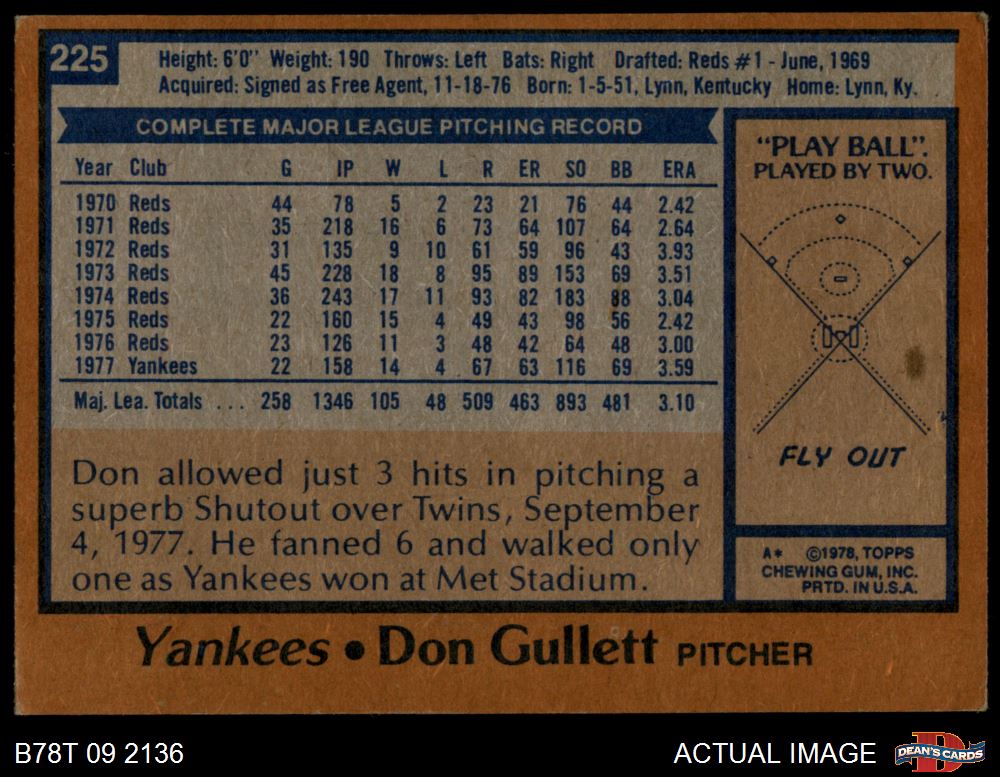 225
Height: 6'0" Weight: 190 Throws: Left Bats: Right Drafted: Reds #1 - June, 1969
Acquired: Signed as Free Agent, 11-18-76 Born: 1-5-51, Lynn, Kentucky Home: Lynn, Ky.
COMPLETE MAJOR LEAGUE PITCHING RECORD
Year Club G IP W L R ER SO BB ERA
1970 Reds 44 78 5 2 23 21 76 44 2.42
1971 Reds 35 218 16 6 73 64 107 64 2.64
1972 Reds 31 135 9 10 61 59 96 43 3.93
1973 Reds 45 228 18 8 95 89 153 69 3.51
1974 Reds 36 243 17 11 93 82 183 88 3.04
1975 Reds 22 160 15 4 49 43 98 56 2.42
1976 Reds 23 126 11 3 48 42 64 48 3.00
1977 Yankees 22 158 14 4 67 63 116 69 3.59
Maj. Lea. Totals ... 258 1346 105 48 509 463 893 481 3.10
Don allowed just 3 hits in pitching a
superb Shutout over Twins, September
4, 1977. He fanned 6 and walked only
one as Yankees won at Met Stadium.
"PLAY BALL".
PLAYED BY TWO.
FLY OUT
A* ©1978, TOPPS
CHEWING GUM, INC.
PRTD. IN U.S.A.
Yankees • Don Gullett PITCHER
B78T 09 2136
ACTUAL IMAGE
D
DEAN'S CARDS